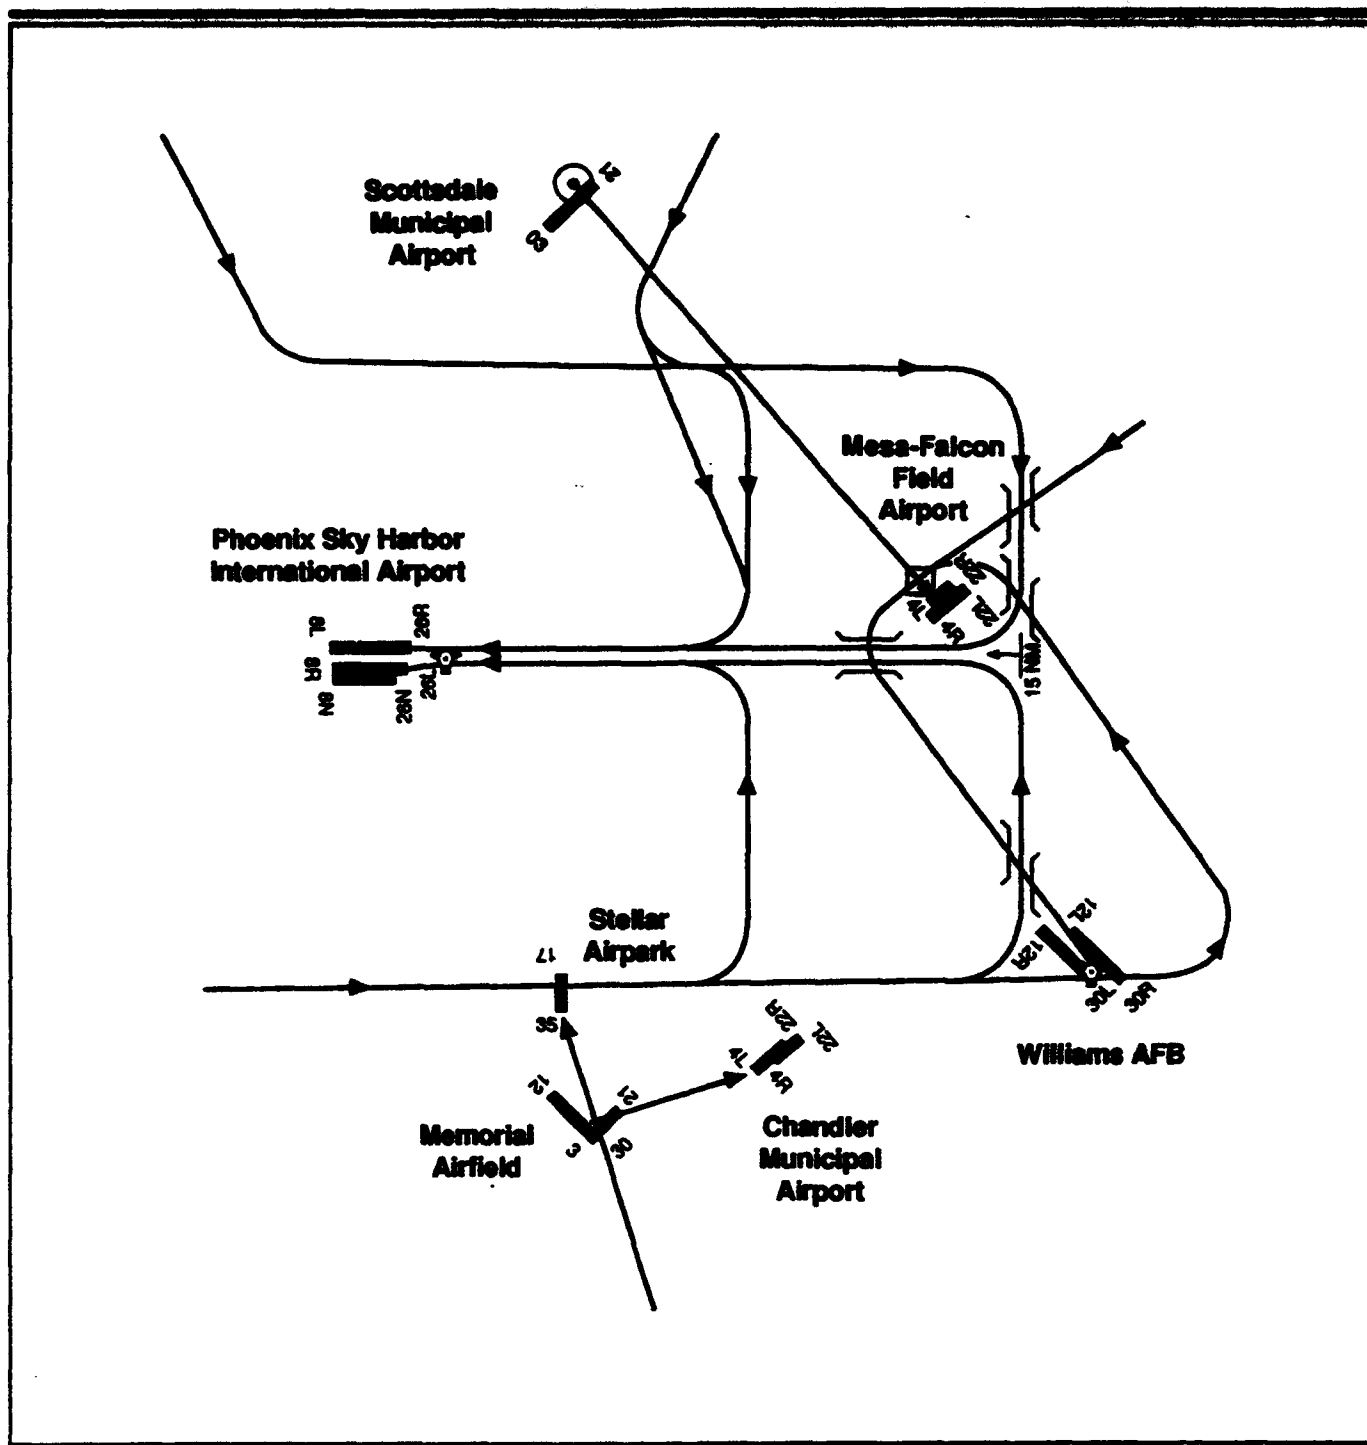 Scottsdale
Municipal
Airport
21
03
Mesa-Falcon
Field
Airport
22R
22L
4L
4R
Phoenix Sky Harbor
International Airport
8L
26R
8R
26L
8N
26N
15 NM
Stellar
Airpark
17
35
12L
12R
30L
30R
Williams AFB
22R
22L
4L
4R
12
21
3
30
Memorial
Airfield
Chandler
Municipal
Airport